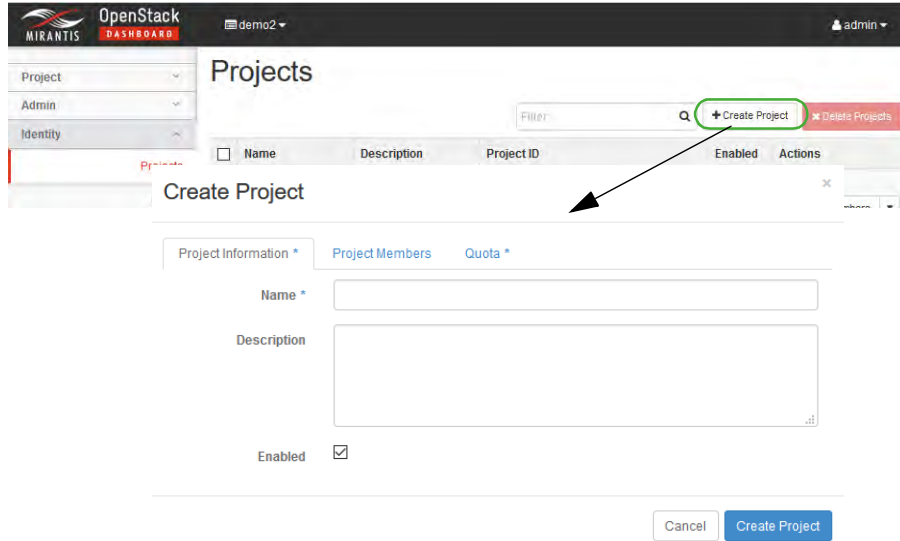 MIRANTIS
OpenStack
DASHBOARD
demo2
admin
Project
Admin
Identity
Projects
Projects
Filter
Create Project
Delete Projects
Name Description Project ID Enabled Actions
Create Project
×
Project Information * Project Members Quota *
Name *
Description
Enabled
Cancel Create Project